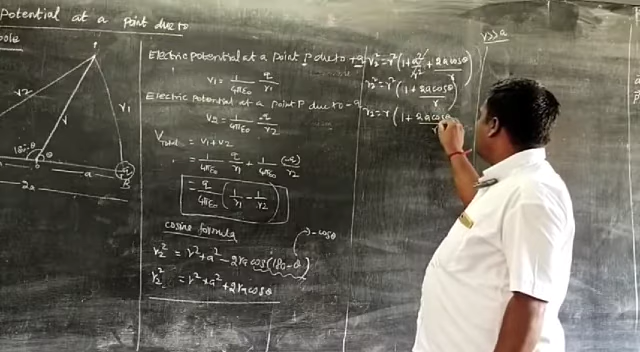 Potential at a point due to
pole
P
r2
r
r1
180-θ
θ
a
+q
B
2a
Electric potential at a point P due to +q
V1 = 1/4πε0 q/r1
Electric potential at a point P due to -q
V2 = 1/4πε0 -q/r2
VTotal = V1 + V2
= 1/4πε0 q/r1 + 1/4πε0 (-q)/r2
= q/4πε0 (1/r1 - 1/r2)
cosine formula
-cosθ
r2² = r² + a² - 2ra cos(180-θ)
r2² = r² + a² + 2ra cosθ
r2² = r² (1 + a²/r² + 2a cosθ/r)
r2² = r² (1 + 2a cosθ/r)
r2 = r (1 + 2a cosθ
r>>a